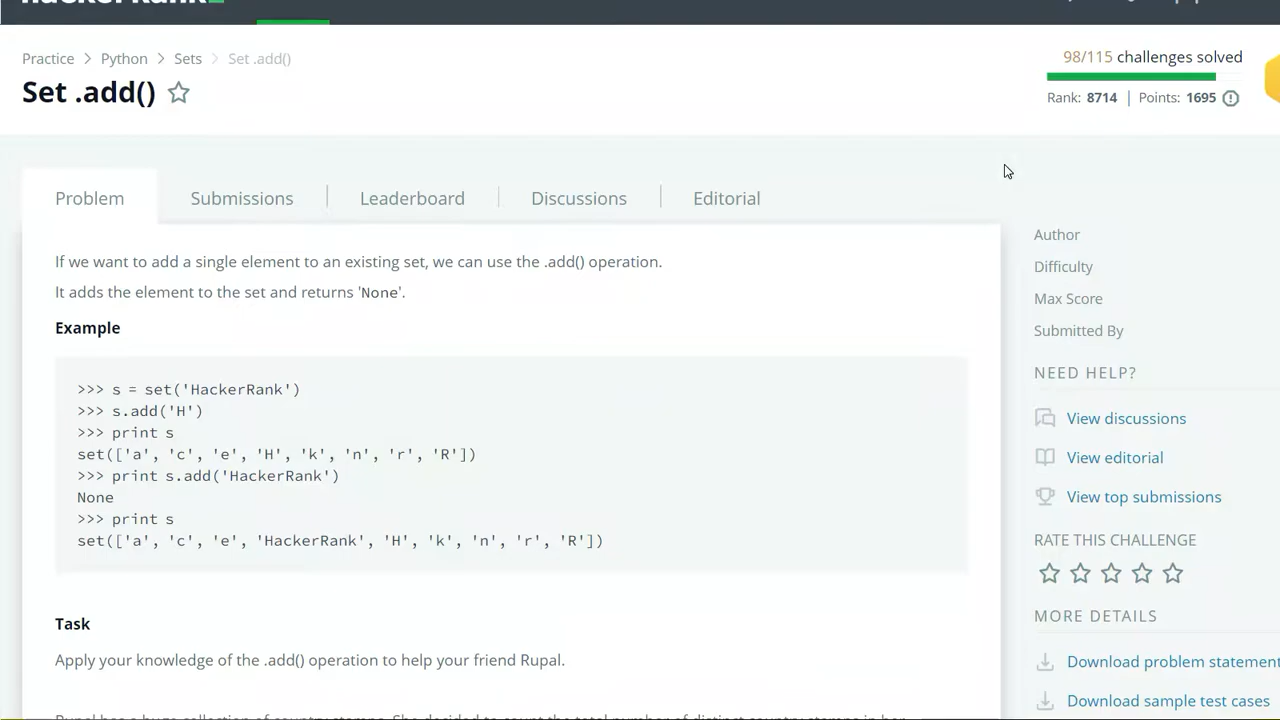 Practice > Python > Sets > Set .add()
98/115 challenges solved
Set .add()
Rank: 8714 | Points: 1695
Problem
Submissions
Leaderboard
Discussions
Editorial
If we want to add a single element to an existing set, we can use the .add() operation.
It adds the element to the set and returns 'None'.
Example
>>> s = set('HackerRank')
>>> s.add('H')
>>> print s
set(['a', 'c', 'e', 'H', 'k', 'n', 'r', 'R'])
>>> print s.add('HackerRank')
None
>>> print s
set(['a', 'c', 'e', 'HackerRank', 'H', 'k', 'n', 'r', 'R'])
Task
Apply your knowledge of the .add() operation to help your friend Rupal.
Author
Difficulty
Max Score
Submitted By
NEED HELP?
View discussions
View editorial
View top submissions
RATE THIS CHALLENGE
MORE DETAILS
Download problem statement
Download sample test cases